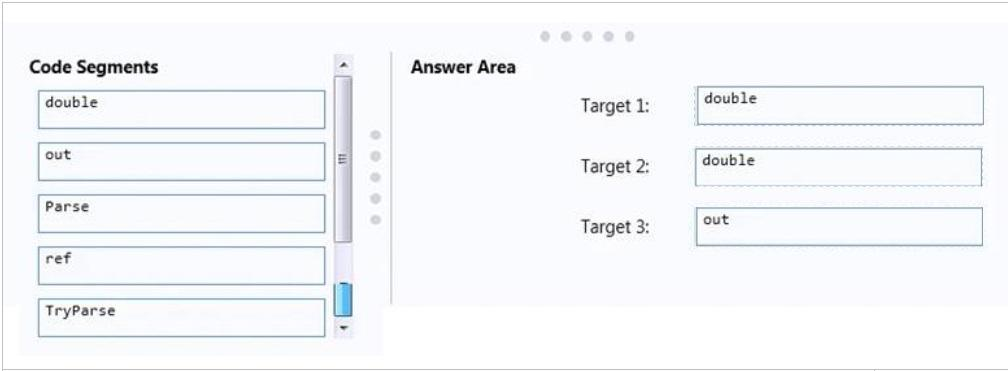 Code Segments
double
out
Parse
ref
TryParse
Answer Area
Target 1: double
Target 2: double
Target 3: out